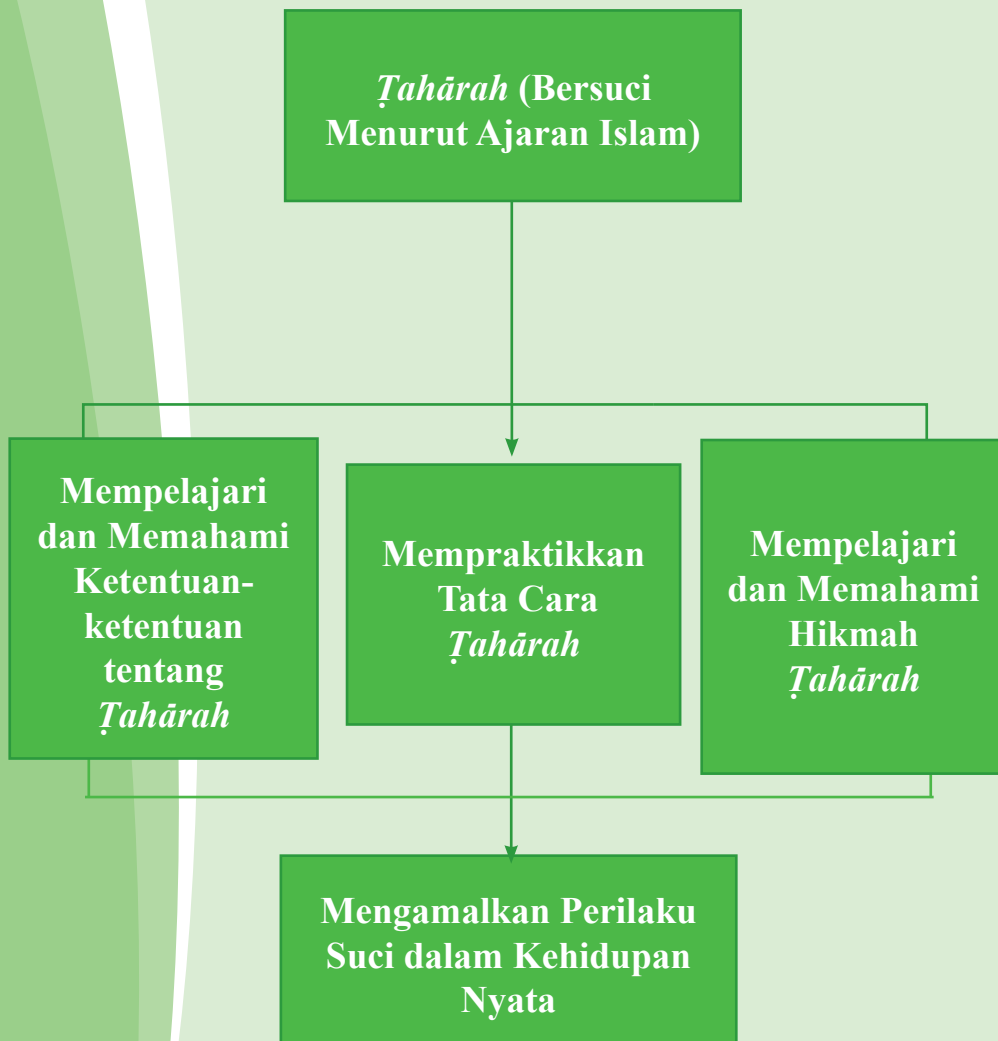 Ṭahārah (Bersuci
Menurut Ajaran Islam)
Mempelajari
dan Memahami
Ketentuan-
ketentuan
tentang
Ṭahārah
Mempraktikkan
Tata Cara
Ṭahārah
Mempelajari
dan Memahami
Hikmah
Ṭahārah
Mengamalkan Perilaku
Suci dalam Kehidupan
Nyata